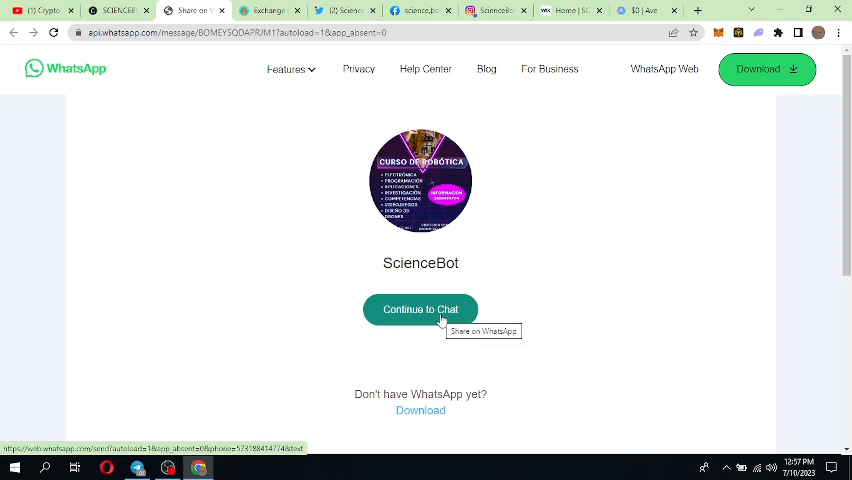 (1) Crypto
SCIENCEB
Share on W
Exchange
(2) Science
science.bo
ScienceBo
Home | SC
$0 | Ave
api.whatsapp.com/message/BOMEY5QDAPRJM1?autoload=1&app_absent=0
WhatsApp
Features
Privacy
Help Center
Blog
For Business
WhatsApp Web
Download
CURSO DE ROBÓTICA
• ELECTRÓNICA
• PROGRAMACIÓN
• APLICACIONES
• INVESTIGACIÓN
• COMPETENCIAS
• VIDEOJUEGOS
• DISEÑO 3D
• DRONES
INFORMACIÓN
ScienceBot
Continue to Chat
Share on WhatsApp
Don't have WhatsApp yet?
Download
https://web.whatsapp.com/send?autoload=1&app_absent=0&phone=573188414774&text
12:57 PM
7/10/2023